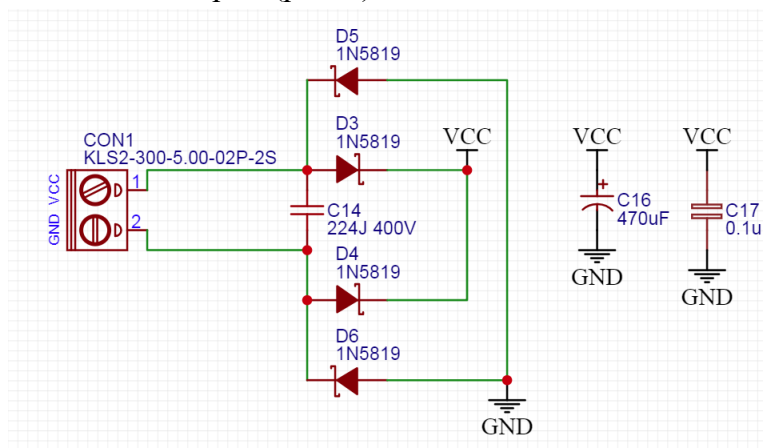 D5
1N5819
D3
1N5819
VCC
VCC
VCC
CON1
KLS2-300-5.00-02P-2S
GND VCC
1
2
C14
224J 400V
+
C16
470uF
C17
0.1u
D4
1N5819
GND
GND
D6
1N5819
GND